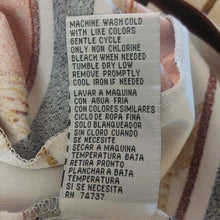 MACHINE WASH COLD
WITH LIKE COLORS
GENTLE CYCLE
ONLY NON CHLORINE
BLEACH WHEN NEEDED
TUMBLE DRY LOW
REMOVE PROMPTLY
COOL IRON IF NEEDED
LAVAR A MAQUINA
CON AGUA FRIA
CON COLORES SIMILARES
CICLO DE ROPA FINA
SOLO BLANQUEADOR
SIN CLORO CUANDO
SE NECESITE
SECAR A MAQUINA
TEMPERATURA BAJA
RETIRA PRONTO
PLANCHAR A BAJA
TEMPERATURA
SI SE NECESITA
RN 74737